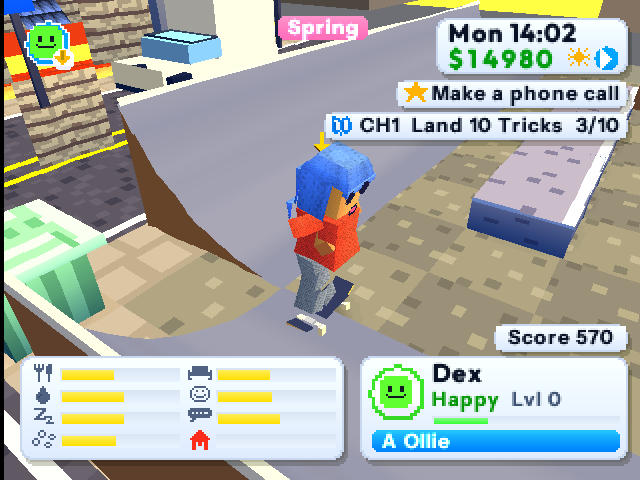 Spring
Mon 14:02
$14980
Make a phone call
CH1 Land 10 Tricks 3/10
Score 570
Dex
Happy Lvl 0
A Ollie